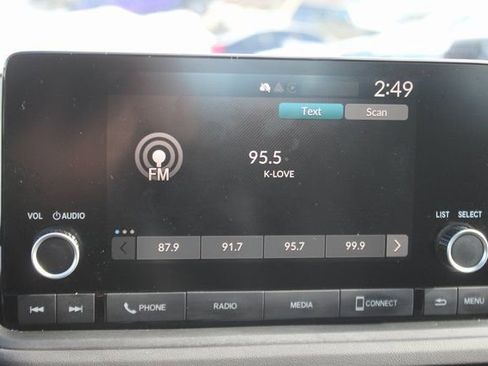 2:49
Text Scan
95.5
FM
K-LOVE
VOL AUDIO
LIST SELECT
87.9 91.7 95.7 99.9
PHONE RADIO MEDIA CONNECT MENU